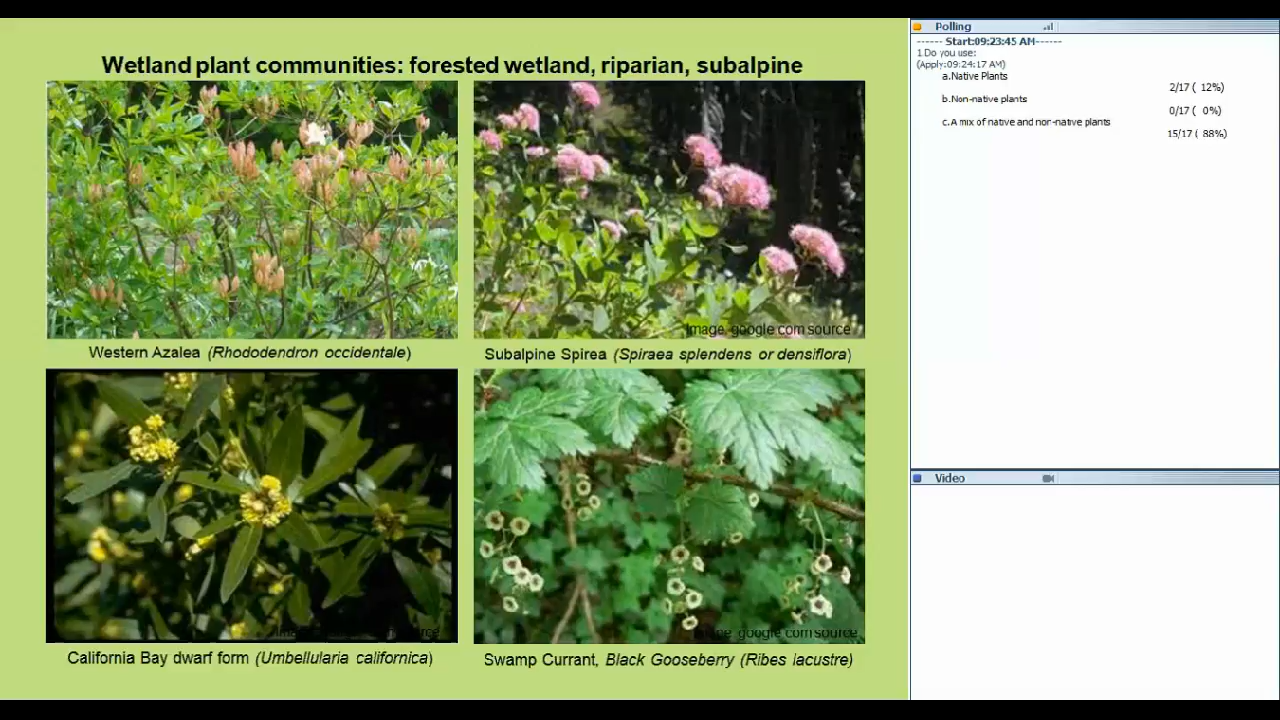 Wetland plant communities: forested wetland, riparian, subalpine
Image. google.com source
Western Azalea (Rhododendron occidentale)
Subalpine Spirea (Spiraea splendens or densiflora)
source
google.com source
California Bay dwarf form (Umbellularia californica)
Swamp Currant, Black Gooseberry (Ribes lacustre)
Polling
------ Start:09:23:45 AM------
1.Do you use:
(Apply:09:24:17 AM)
a.Native Plants
2/17 ( 12%)
b.Non-native plants
0/17 ( 0%)
c.A mix of native and non-native plants
15/17 ( 88%)
Video